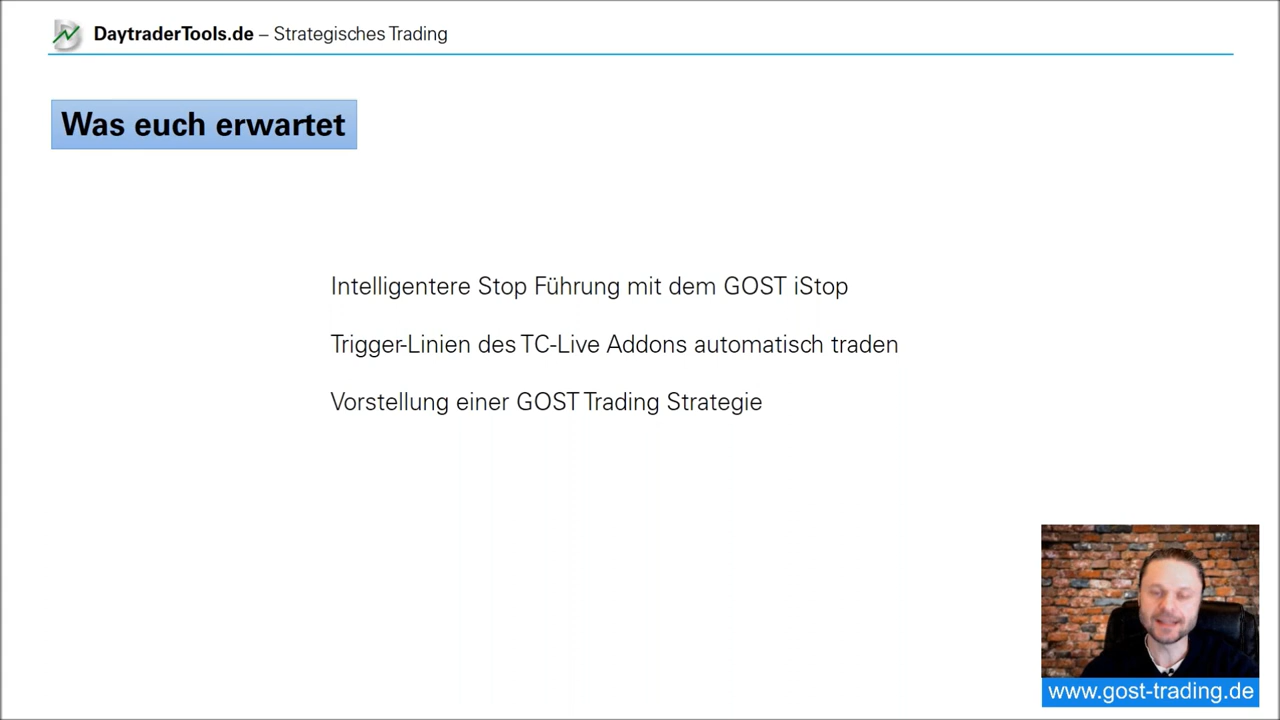 DaytraderTools.de – Strategisches Trading
Was euch erwartet
Intelligentere Stop Führung mit dem GOST iStop
Trigger-Linien des TC-Live Addons automatisch traden
Vorstellung einer GOST Trading Strategie
www.gost-trading.de